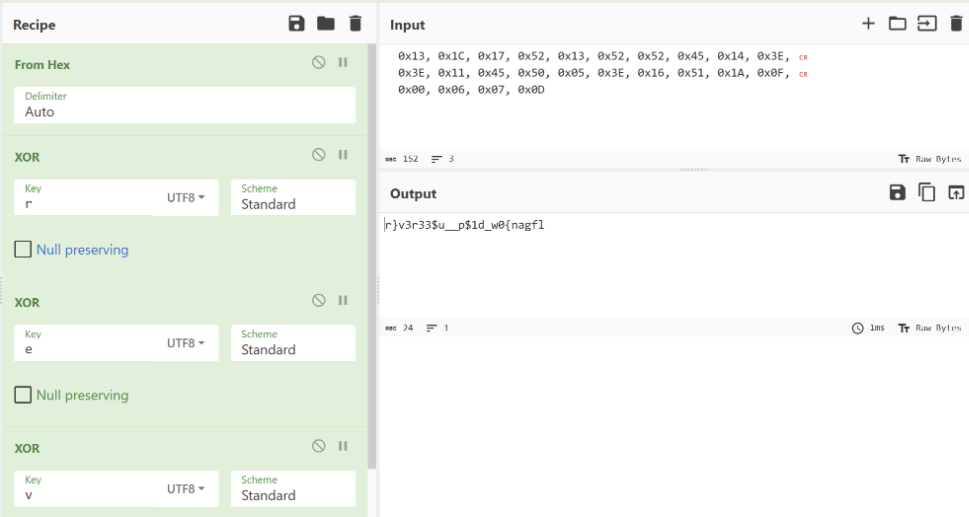 Recipe
From Hex
Delimiter
Auto
XOR
Key
r
UTF8
Scheme
Standard
Null preserving
XOR
Key
e
UTF8
Scheme
Standard
Null preserving
XOR
Key
v
UTF8
Scheme
Standard
Input
0x13, 0x1C, 0x17, 0x52, 0x13, 0x52, 0x52, 0x45, 0x14, 0x3E, CR
0x3E, 0x11, 0x45, 0x50, 0x05, 0x3E, 0x16, 0x51, 0x1A, 0x0F, CR
0x00, 0x06, 0x07, 0x0D
ABC 152 3
Tr Raw Bytes
Output
r}v3r33$u__p$1d_w0{nagfl
ABC 24 1
1ms Tr Raw Bytes